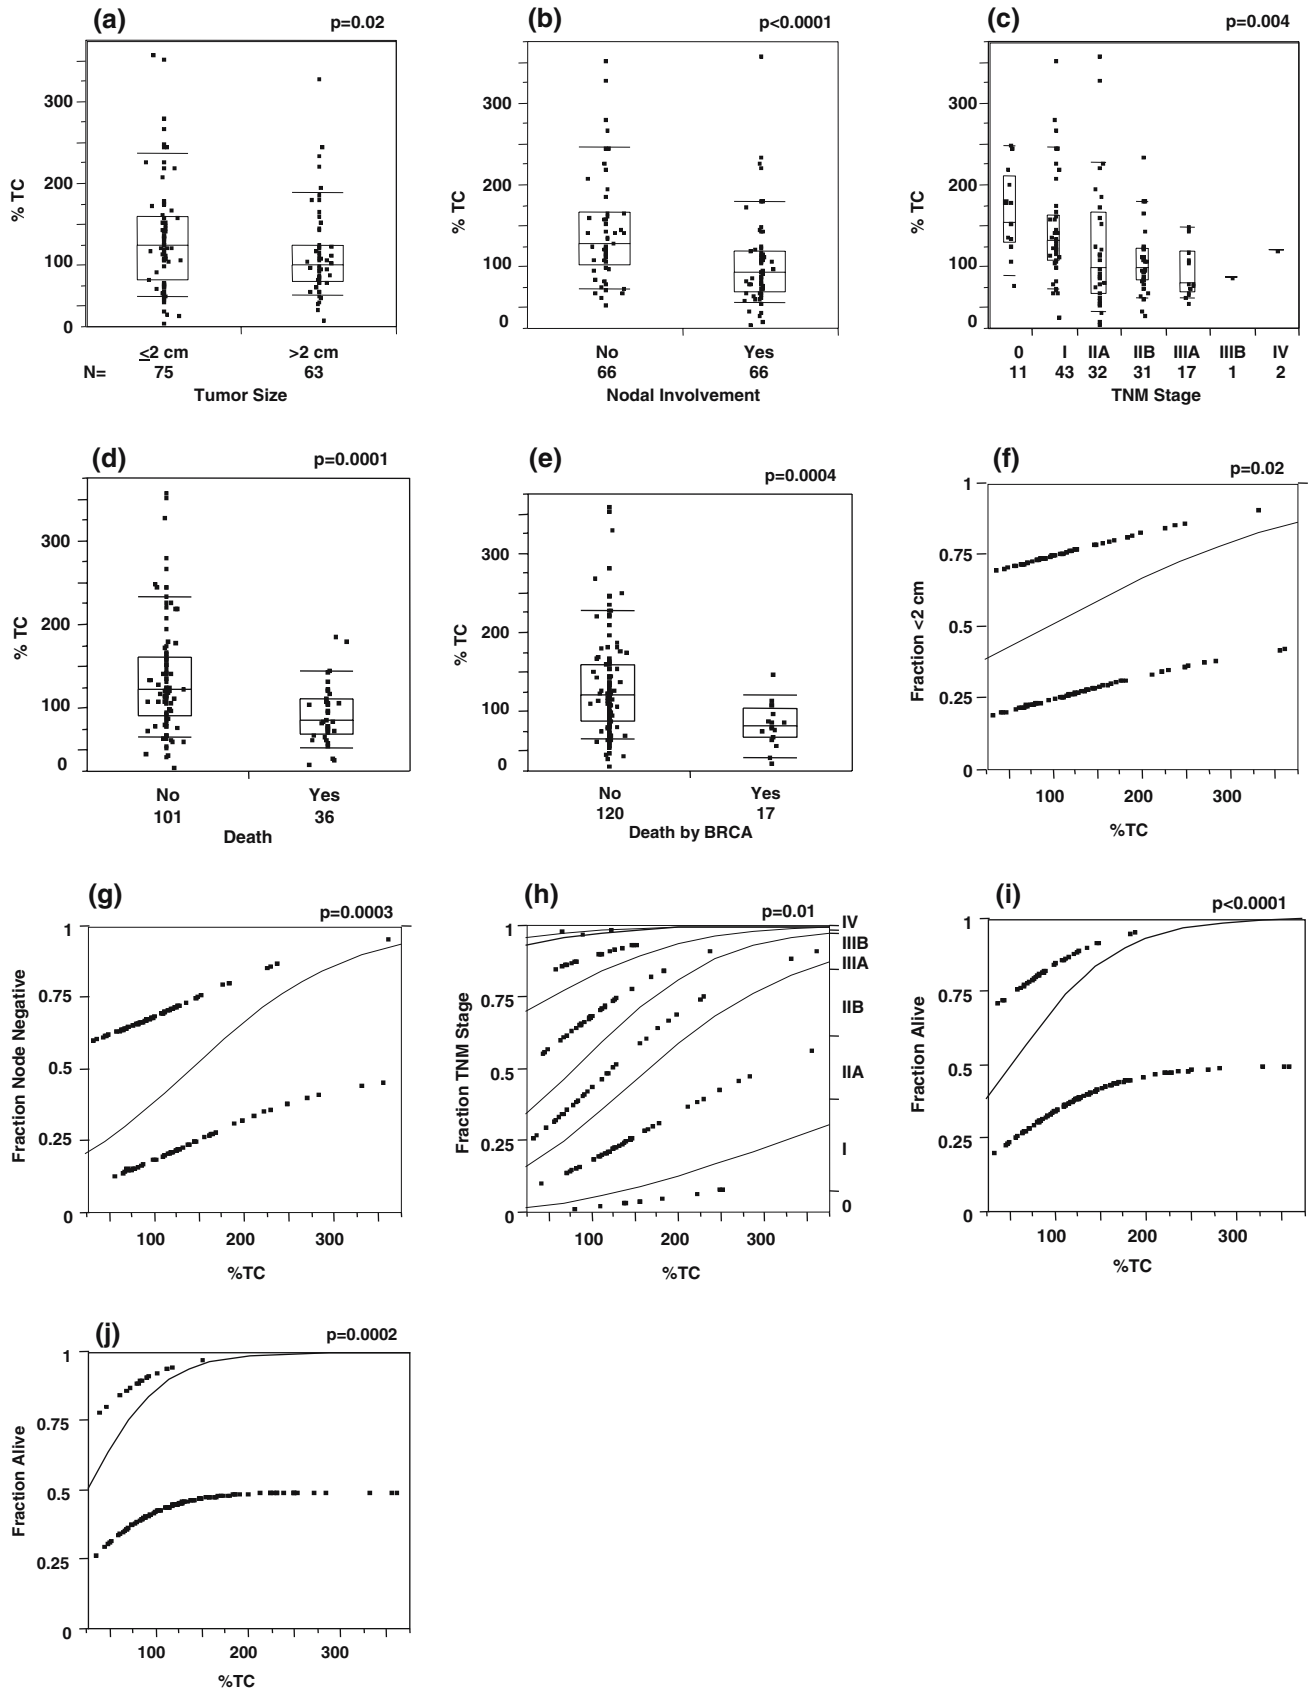 (a)
p=0.02
% TC
300
200
100
0
≤2 cm
>2 cm
N=
75
63
Tumor Size
(b)
p<0.0001
% TC
300
200
100
0
No
Yes
66
66
Nodal Involvement
(c)
p=0.004
% TC
300
200
100
0
0 I IIA IIB IIIA IIIB IV
11 43 32 31 17 1 2
TNM Stage
(d)
p=0.0001
% TC
300
200
100
0
No
Yes
101
36
Death
(e)
p=0.0004
% TC
300
200
100
0
No
Yes
120
17
Death by BRCA
(f)
p=0.02
Fraction <2 cm
1
0.75
0.5
0.25
0
100 200 300
%TC
(g)
p=0.0003
Fraction Node Negative
1
0.75
0.5
0.25
0
100 200 300
%TC
(h)
p=0.01
Fraction TNM Stage
1
0.75
0.5
0.25
0
IV
IIIB
IIIA
IIB
IIA
I
0
100 200 300
%TC
(i)
p<0.0001
Fraction Alive
1
0.75
0.5
0.25
0
100 200 300
%TC
(j)
p=0.0002
Fraction Alive
1
0.75
0.5
0.25
0
100 200 300
%TC